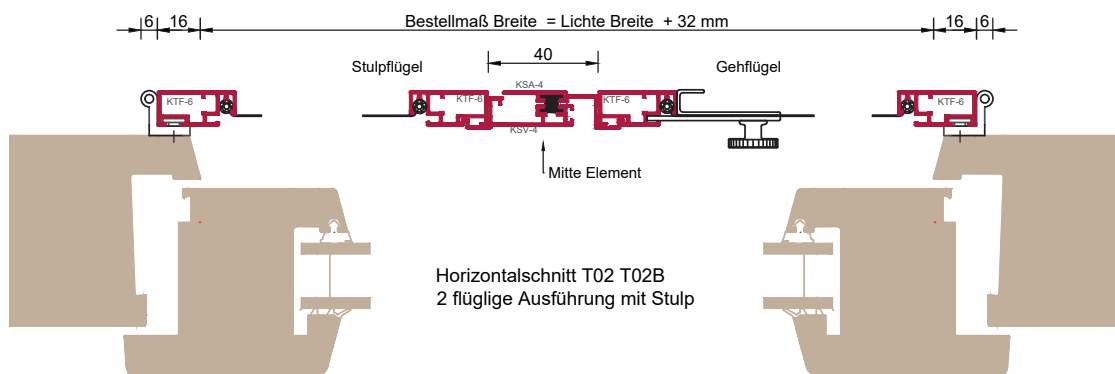 6 16 Bestellmaß Breite = Lichte Breite + 32 mm 16 6
40
Stulpflügel Gehflügel
KSA-4
KTF-6 KTF-6 KTF-6 KTF-6
KSV-4
Mitte Element
Horizontalschnitt T02 T02B
2 flüglige Ausführung mit Stulp